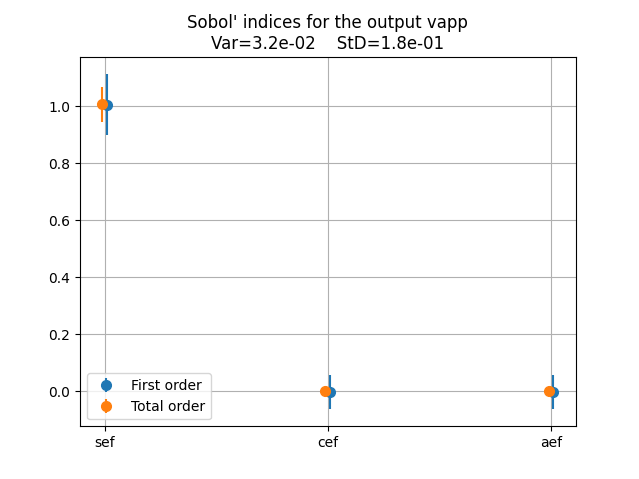 Sobol' indices for the output vapp
Var=3.2e-02    StD=1.8e-01
1.0
0.8
0.6
0.4
0.2
0.0
First order
Total order
sef
cef
aef